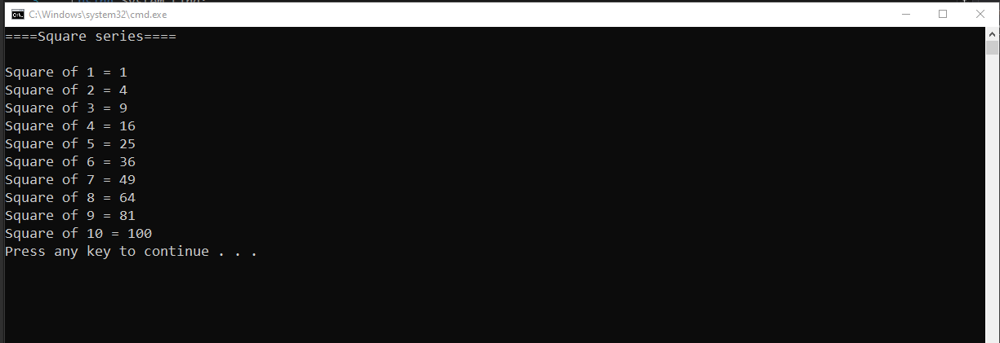 C:\Windows\system32\cmd.exe
====Square series====
Square of 1 = 1
Square of 2 = 4
Square of 3 = 9
Square of 4 = 16
Square of 5 = 25
Square of 6 = 36
Square of 7 = 49
Square of 8 = 64
Square of 9 = 81
Square of 10 = 100
Press any key to continue . . .